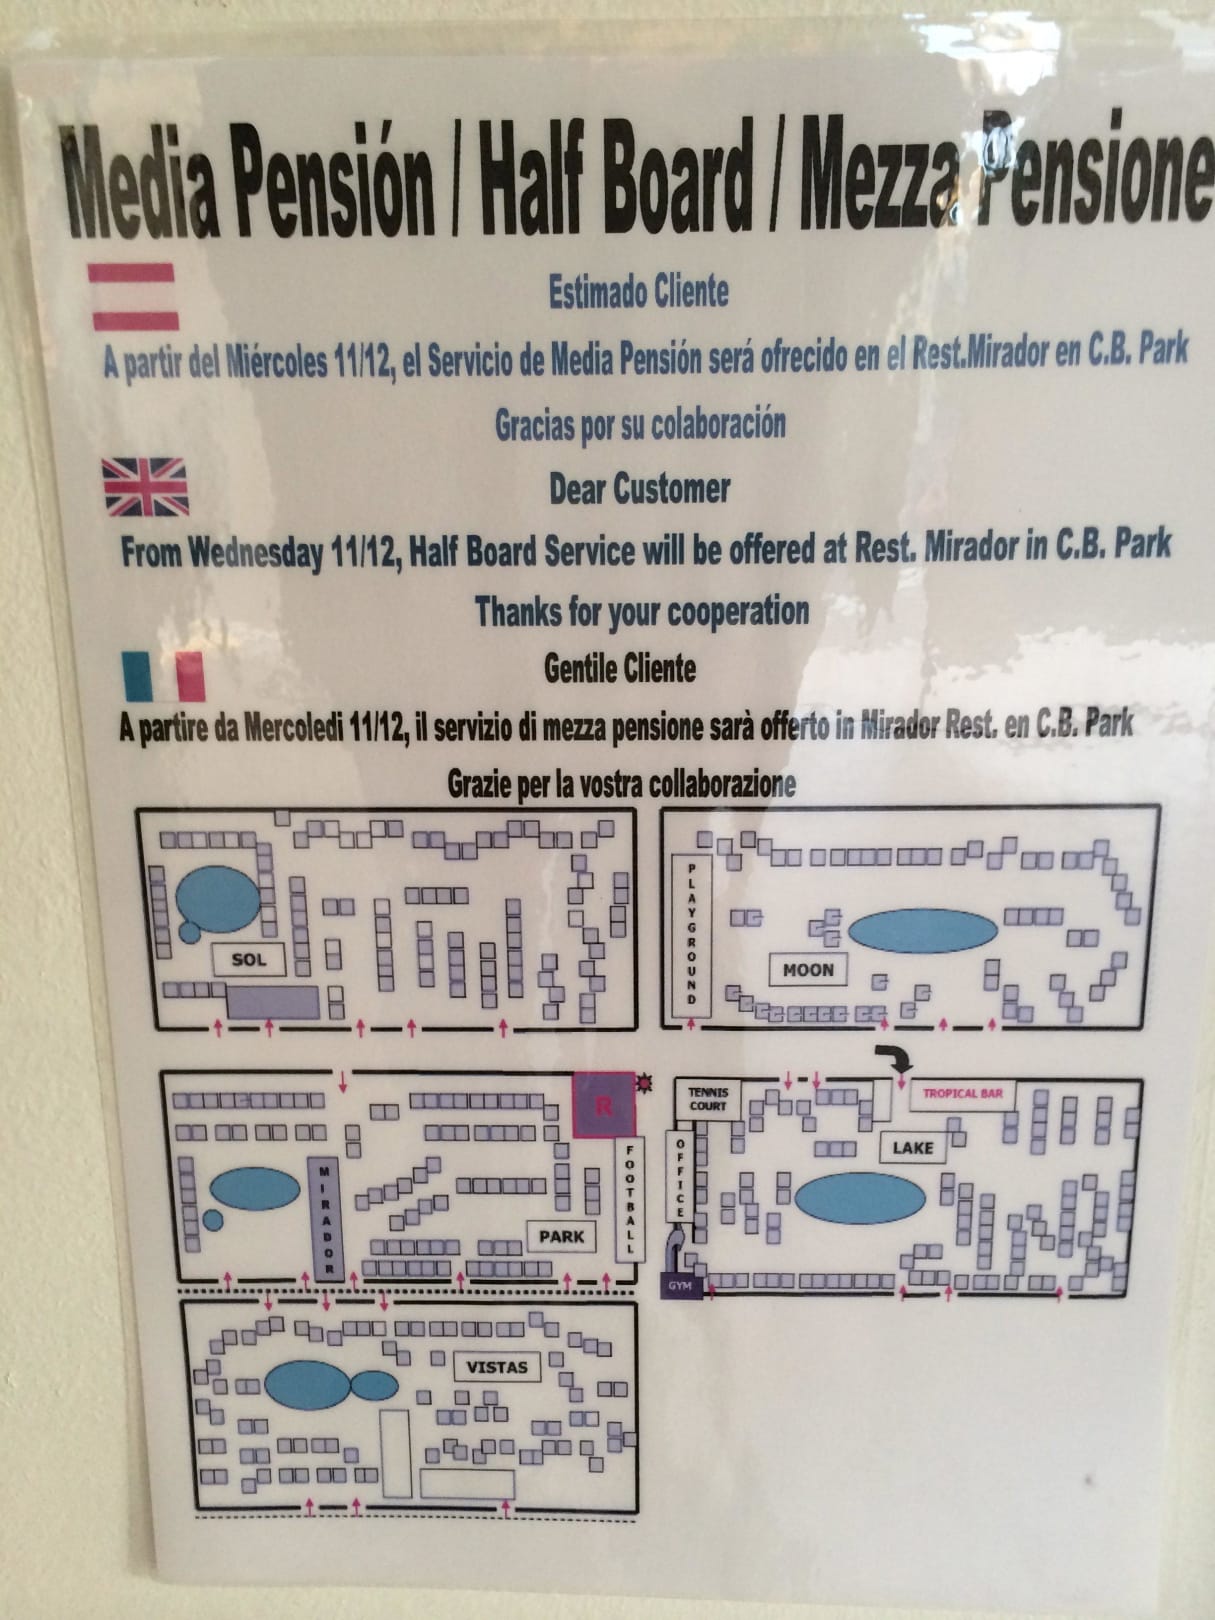 Media Pensión / Half Board / Mezza Pensione
Estimado Cliente
A partir del Miércoles 11/12, el Servicio de Media Pensión será ofrecido en el Rest.Mirador en C.B. Park
Gracias por su colaboración
Dear Customer
From Wednesday 11/12, Half Board Service will be offered at Rest. Mirador in C.B. Park
Thanks for your cooperation
Gentile Cliente
A partire da Mercoledi 11/12, il servizio di mezza pensione sarà offerto in Mirador Rest. en C.B. Park
Grazie per la vostra collaborazione
SOL
PLAYGROUND
MOON
R
MIRADOR
FOOTBALL
PARK
TENNIS
COURT
TROPICAL BAR
OFFICE
LAKE
GYM
VISTAS